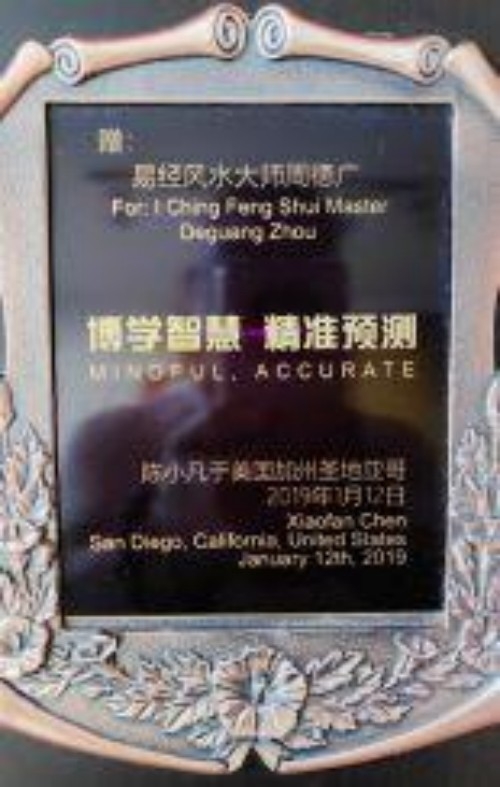 赠:
易经风水大师周德广
For: I Ching Feng Shui Master
Deguang Zhou
博学智慧 精准预测
MINDFUL, ACCURATE
陈小凡于美国加州圣地亚哥
2019年1月12日
Xiaofan Chen
San Diego, California, United States
January 12th, 2019